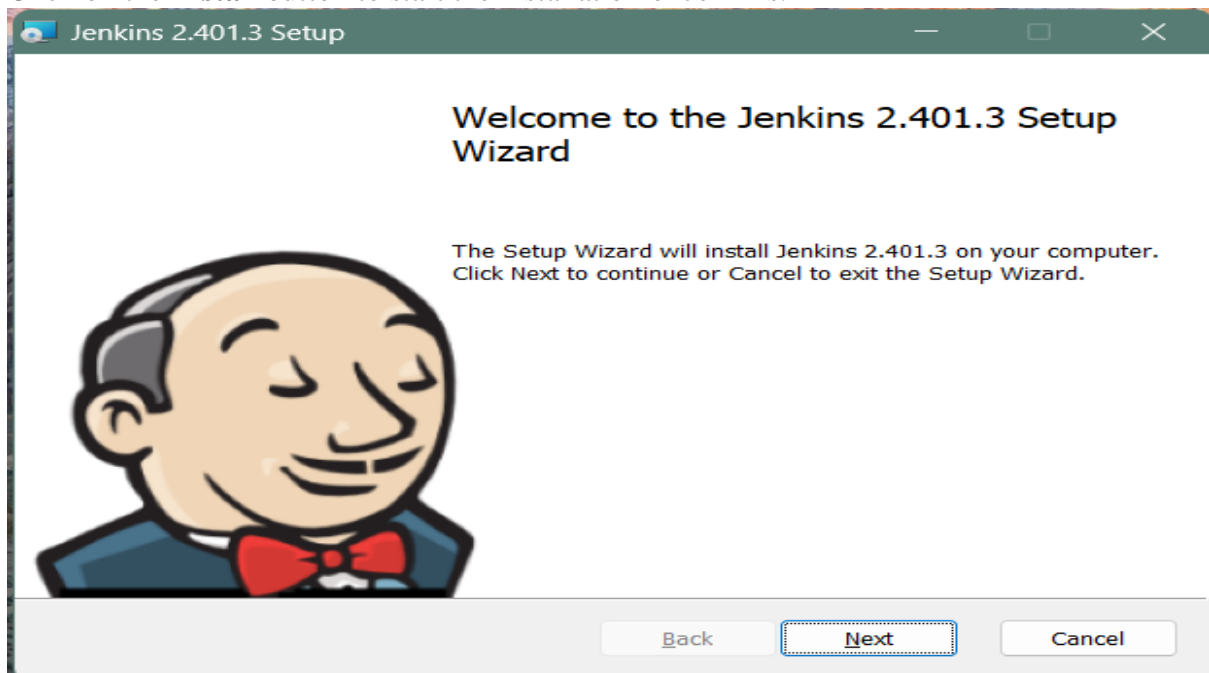 Jenkins 2.401.3 Setup
Welcome to the Jenkins 2.401.3 Setup
Wizard
The Setup Wizard will install Jenkins 2.401.3 on your computer.
Click Next to continue or Cancel to exit the Setup Wizard.
Back Next Cancel